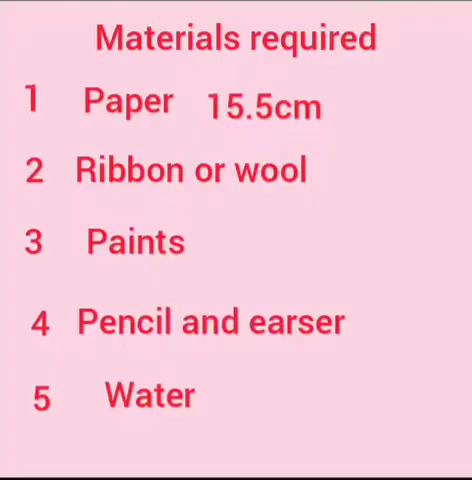 Materials required
1 Paper 15.5cm
2 Ribbon or wool
3 Paints
4 Pencil and earser
5 Water